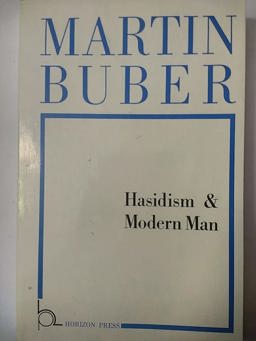 MARTIN
BUBER
Hasidism &
Modern Man
HORIZON PRESS